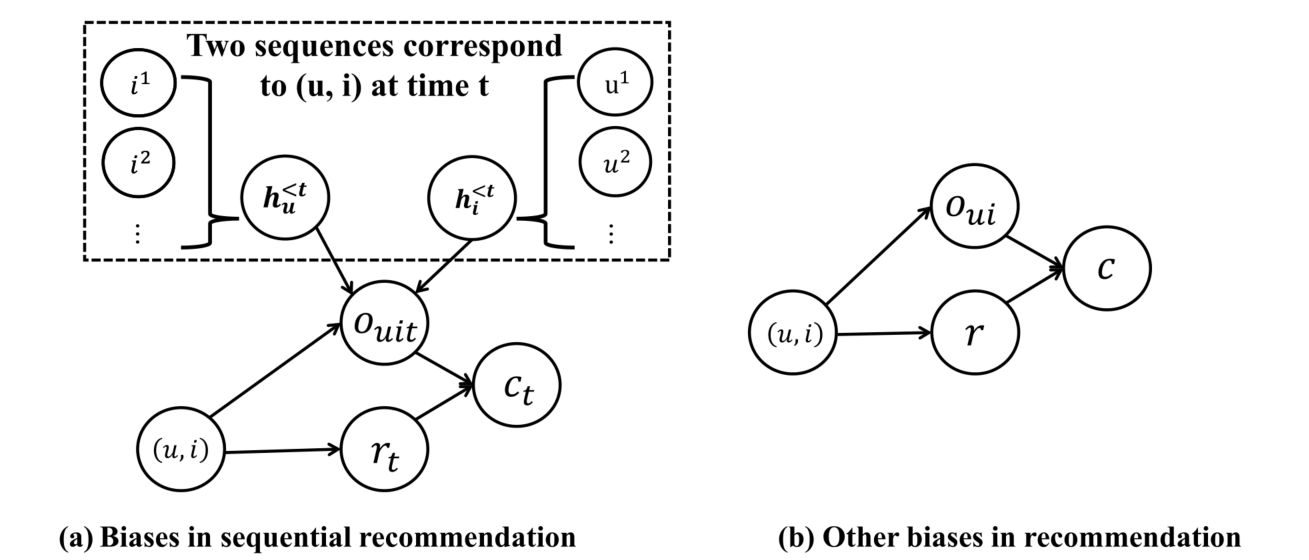 Two sequences correspond
to (u, i) at time t
i¹
u¹
i²
u²
h_u^{<t}
h_i^{<t}
⋮
⋮
o_{uit}
c_t
(u, i)
r_t
(a) Biases in sequential recommendation
o_{ui}
c
(u, i)
r
(b) Other biases in recommendation